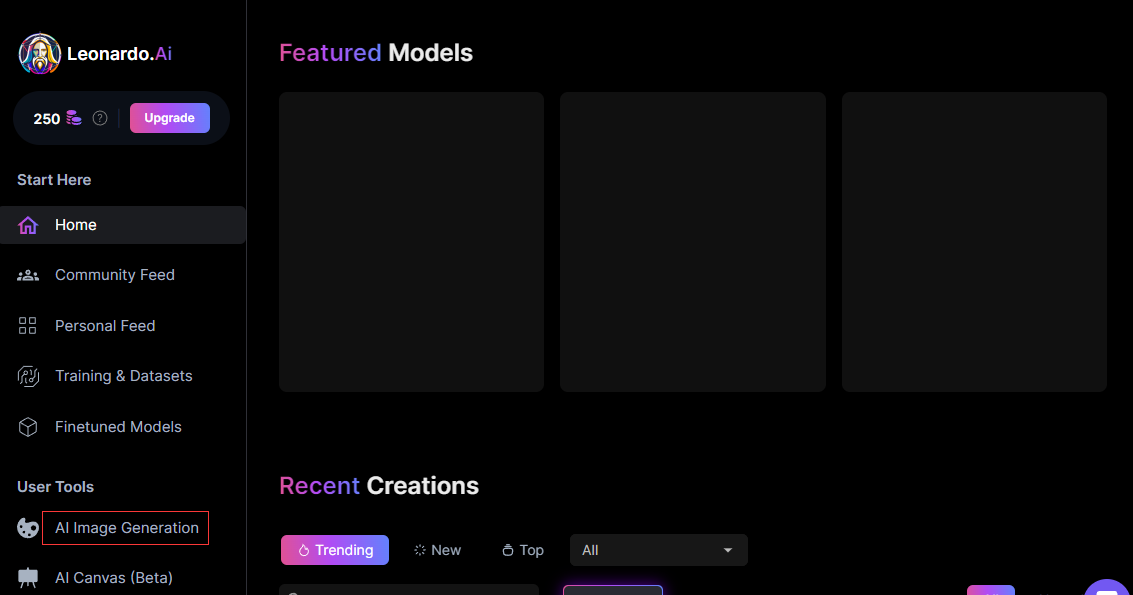 Leonardo.Ai
250 ? Upgrade
Start Here
Home
Community Feed
Personal Feed
Training & Datasets
Finetuned Models
User Tools
AI Image Generation
AI Canvas (Beta)
Featured Models
Recent Creations
Trending New Top All